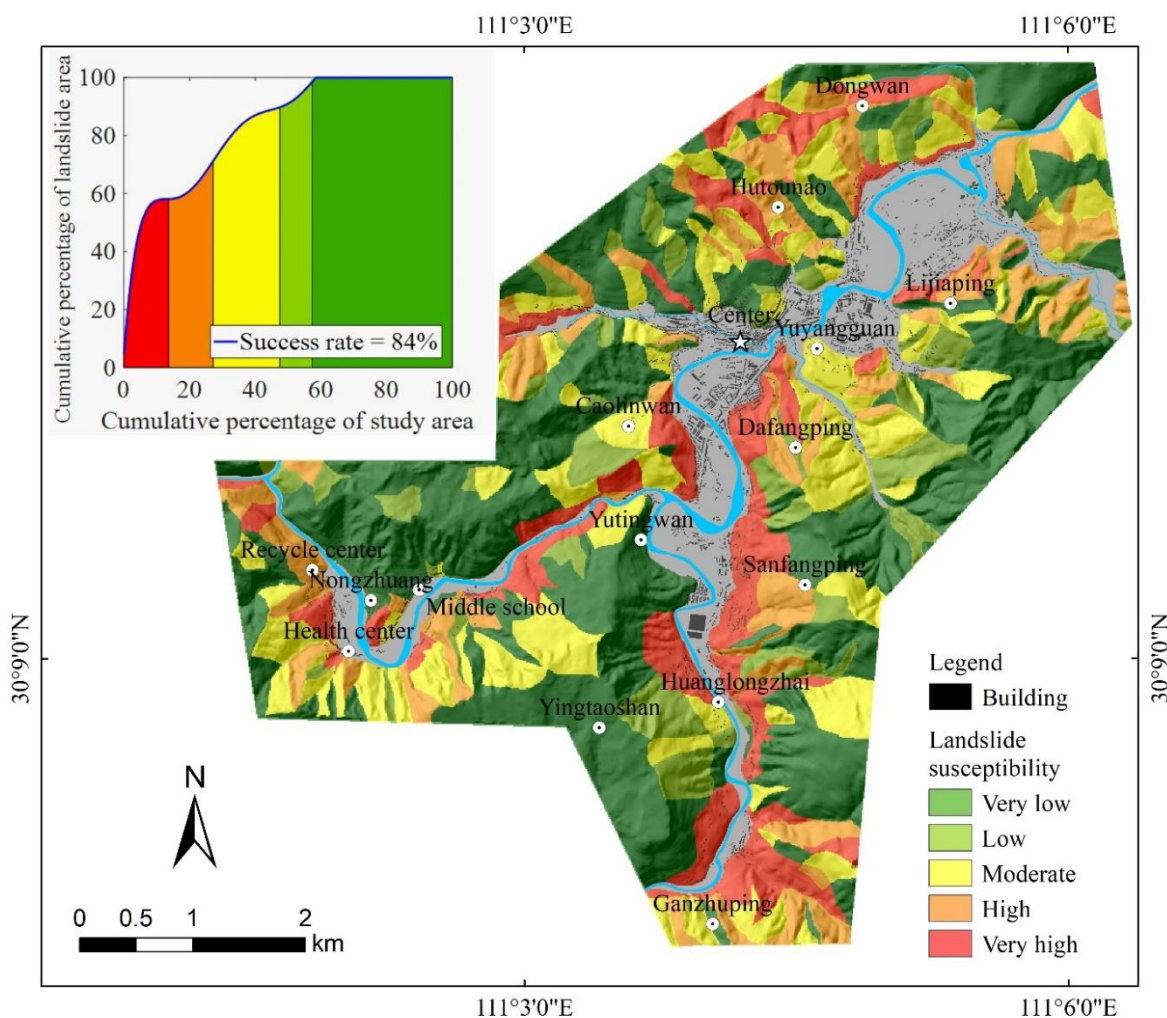 111°3'0"E
111°6'0"E
Cumulative percentage of landslide area
100
80
60
40
20
0
Success rate = 84%
0
20
40
60
80
100
Cumulative percentage of study area
Dongwan
Hutounao
Lijiaping
Center
Yuyangguan
Caolinwan
Dafangping
Yutingwan
Recycle center
Nongzhuang
Sanfangping
Middle school
Health center
Huanglongzhai
Yingtaoshan
Ganzhuping
30°9'0"N
30°9'0"N
Legend
Building
Landslide
susceptibility
Very low
Low
Moderate
High
Very high
N
0
0.5
1
2
km
111°3'0"E
111°6'0"E